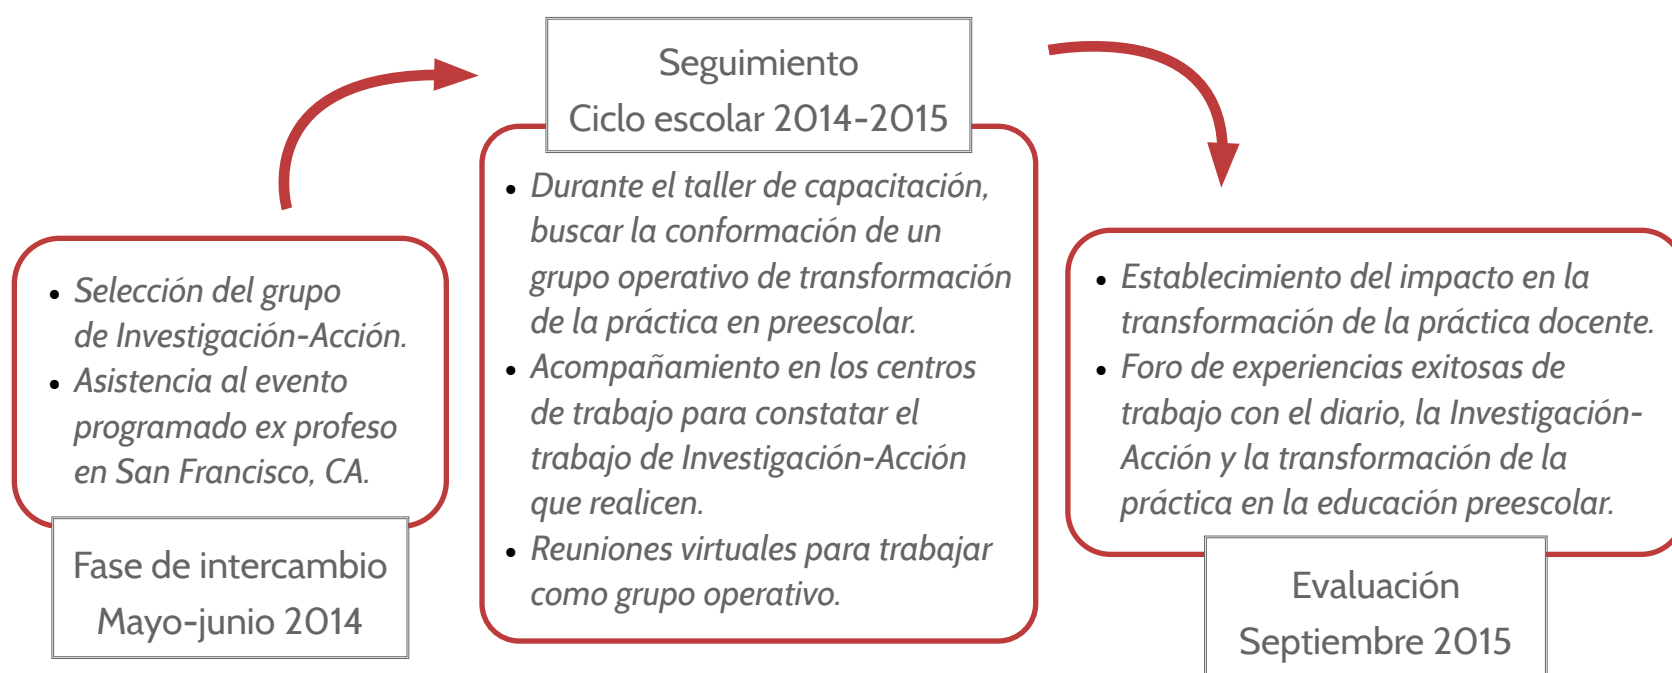 Selección del grupo
de Investigación-Acción.
Asistencia al evento
programado ex profeso
en San Francisco, CA.
Fase de intercambio
Mayo-junio 2014
Seguimiento
Ciclo escolar 2014-2015
Durante el taller de capacitación,
buscar la conformación de un
grupo operativo de transformación
de la práctica en preescolar.
Acompañamiento en los centros
de trabajo para constatar el
trabajo de Investigación-Acción
que realicen.
Reuniones virtuales para trabajar
como grupo operativo.
Establecimiento del impacto en la
transformación de la práctica docente.
Foro de experiencias exitosas de
trabajo con el diario, la Investigación-
Acción y la transformación de la
práctica en la educación preescolar.
Evaluación
Septiembre 2015